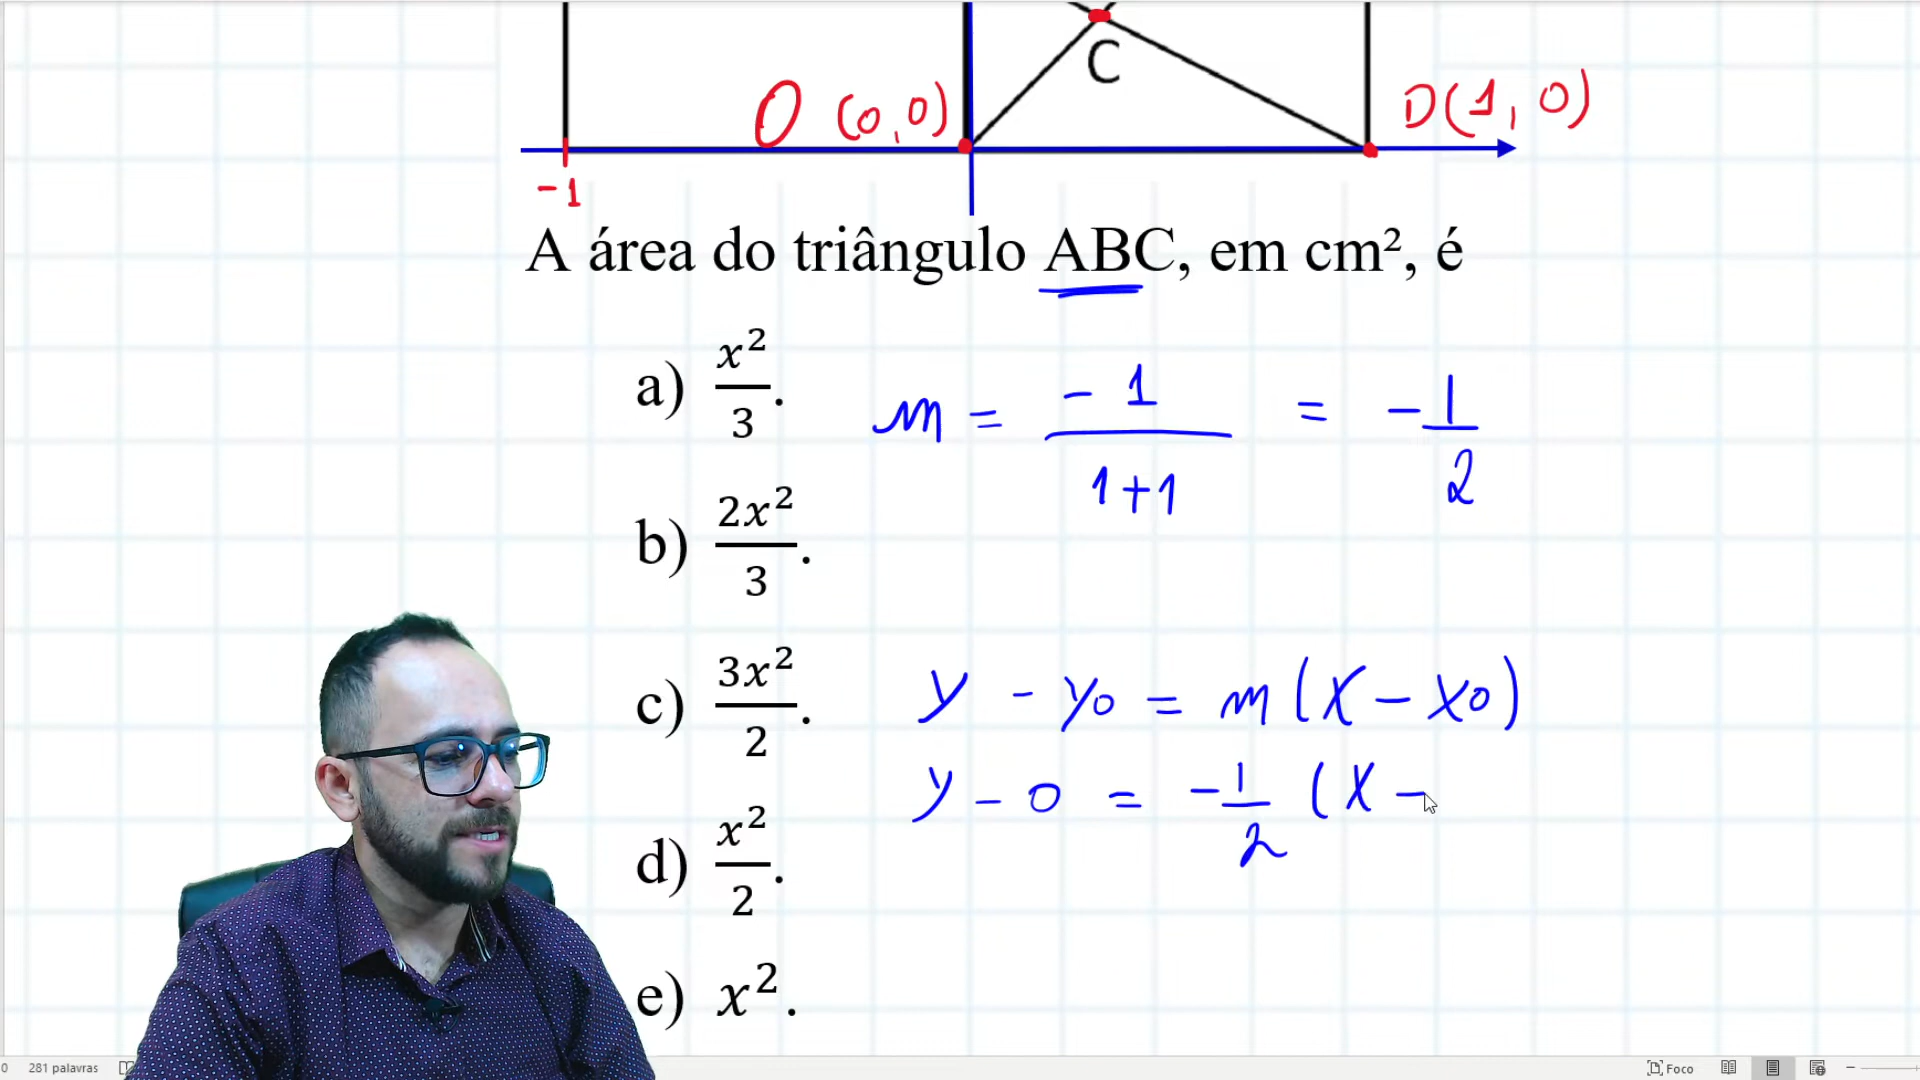 C
O (0,0)
D(1,0)
-1
A área do triângulo ABC, em cm², é
a) x²/3.
m = -1/(1+1) = -1/2
b) 2x²/3.
c) 3x²/2.
y - y0 = m(x - x0)
y - 0 = -1/2 (x -
d) x²/2.
e) x².
0
281 palavras
Foco